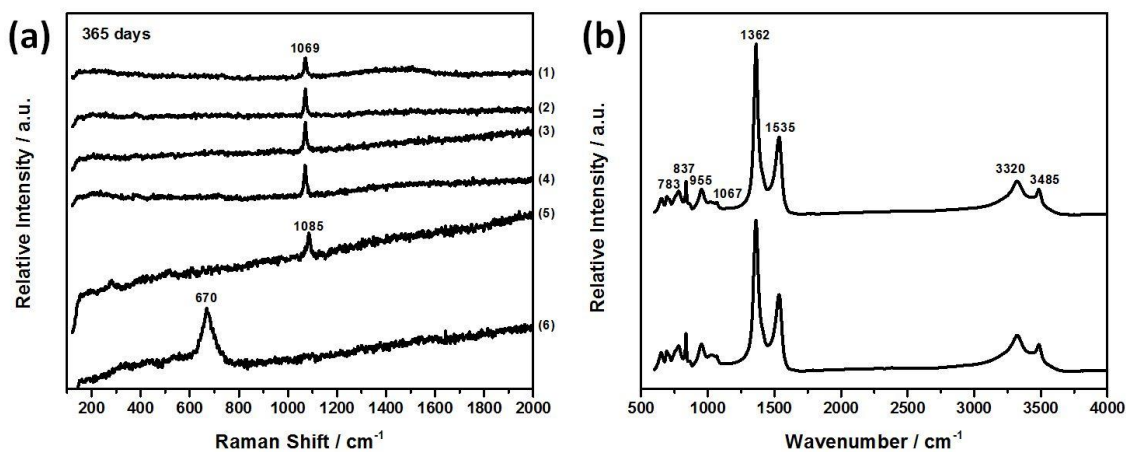 (a)
365 days
1069
(1)
(2)
(3)
(4)
(5)
1085
670
(6)
Relative Intensity / a.u.
200 400 600 800 1000 1200 1400 1600 1800 2000
Raman Shift / cm-1
(b)
1362
1535
837
783
955
1067
3320
3485
Relative Intensity / a.u.
500 1000 1500 2000 2500 3000 3500 4000
Wavenumber / cm-1